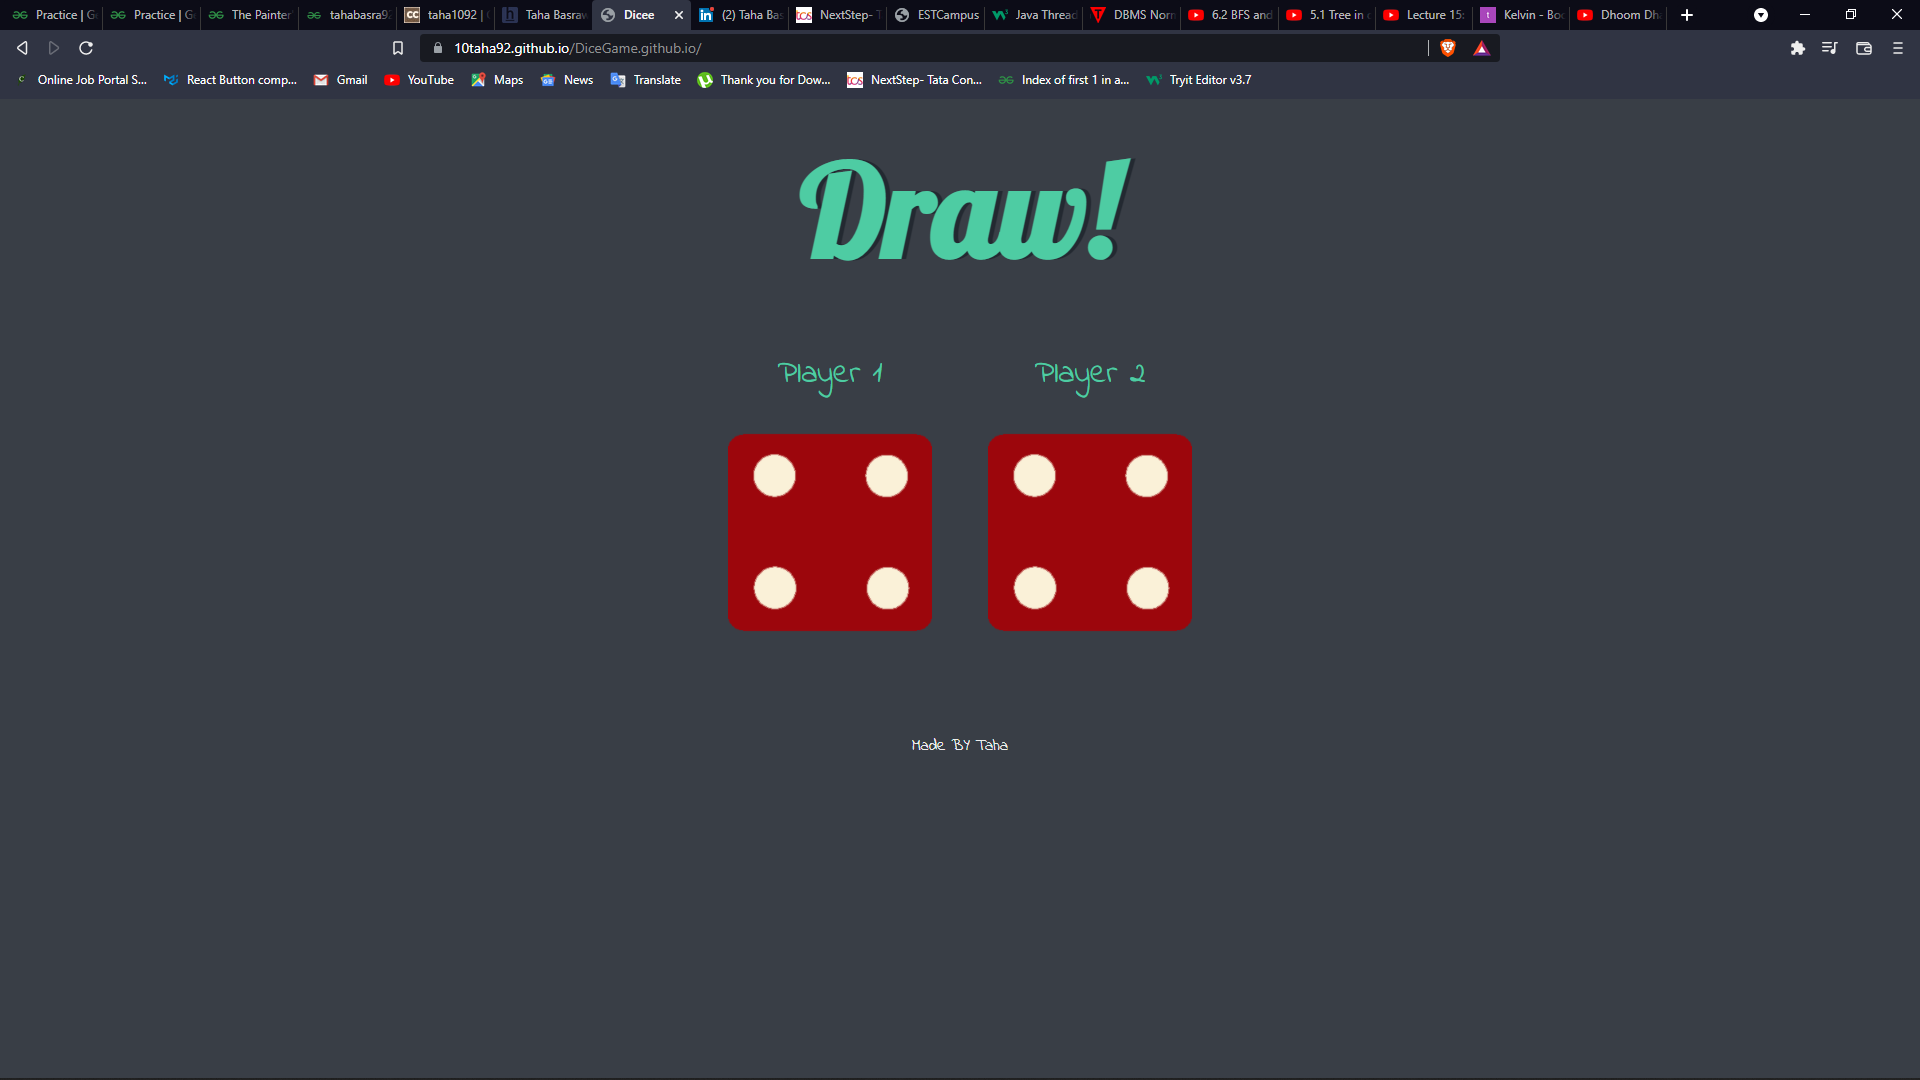 Practice | G
Practice | G
The Painter
tahabasra9
taha1092 |
Taha Basraw
Dicee
(2) Taha Bas
NextStep- T
ESTCampus
Java Thread
DBMS Norm
6.2 BFS and
5.1 Tree in
Lecture 15:
Kelvin - Boo
Dhoom Dh
10taha92.github.io/DiceGame.github.io/
Online Job Portal S...
React Button comp...
Gmail
YouTube
Maps
News
Translate
Thank you for Dow...
NextStep- Tata Con...
Index of first 1 in a...
Tryit Editor v3.7
Draw!
Player 1
Player 2
Made BY Taha